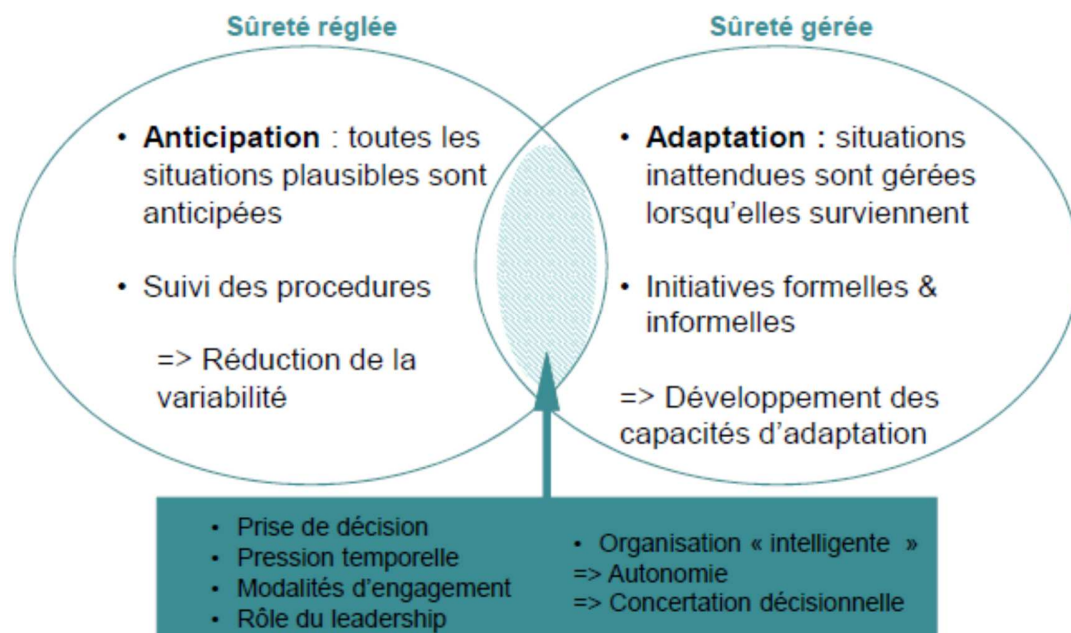 Sûreté réglée
Sûreté gérée
• Anticipation : toutes les
situations plausibles sont
anticipées
• Suivi des procedures
=> Réduction de la
variabilité
• Adaptation : situations
inattendues sont gérées
lorsqu'elles surviennent
• Initiatives formelles &
informelles
=> Développement des
capacités d'adaptation
• Prise de décision
• Pression temporelle
• Modalités d'engagement
• Rôle du leadership
• Organisation « intelligente »
=> Autonomie
=> Concertation décisionnelle